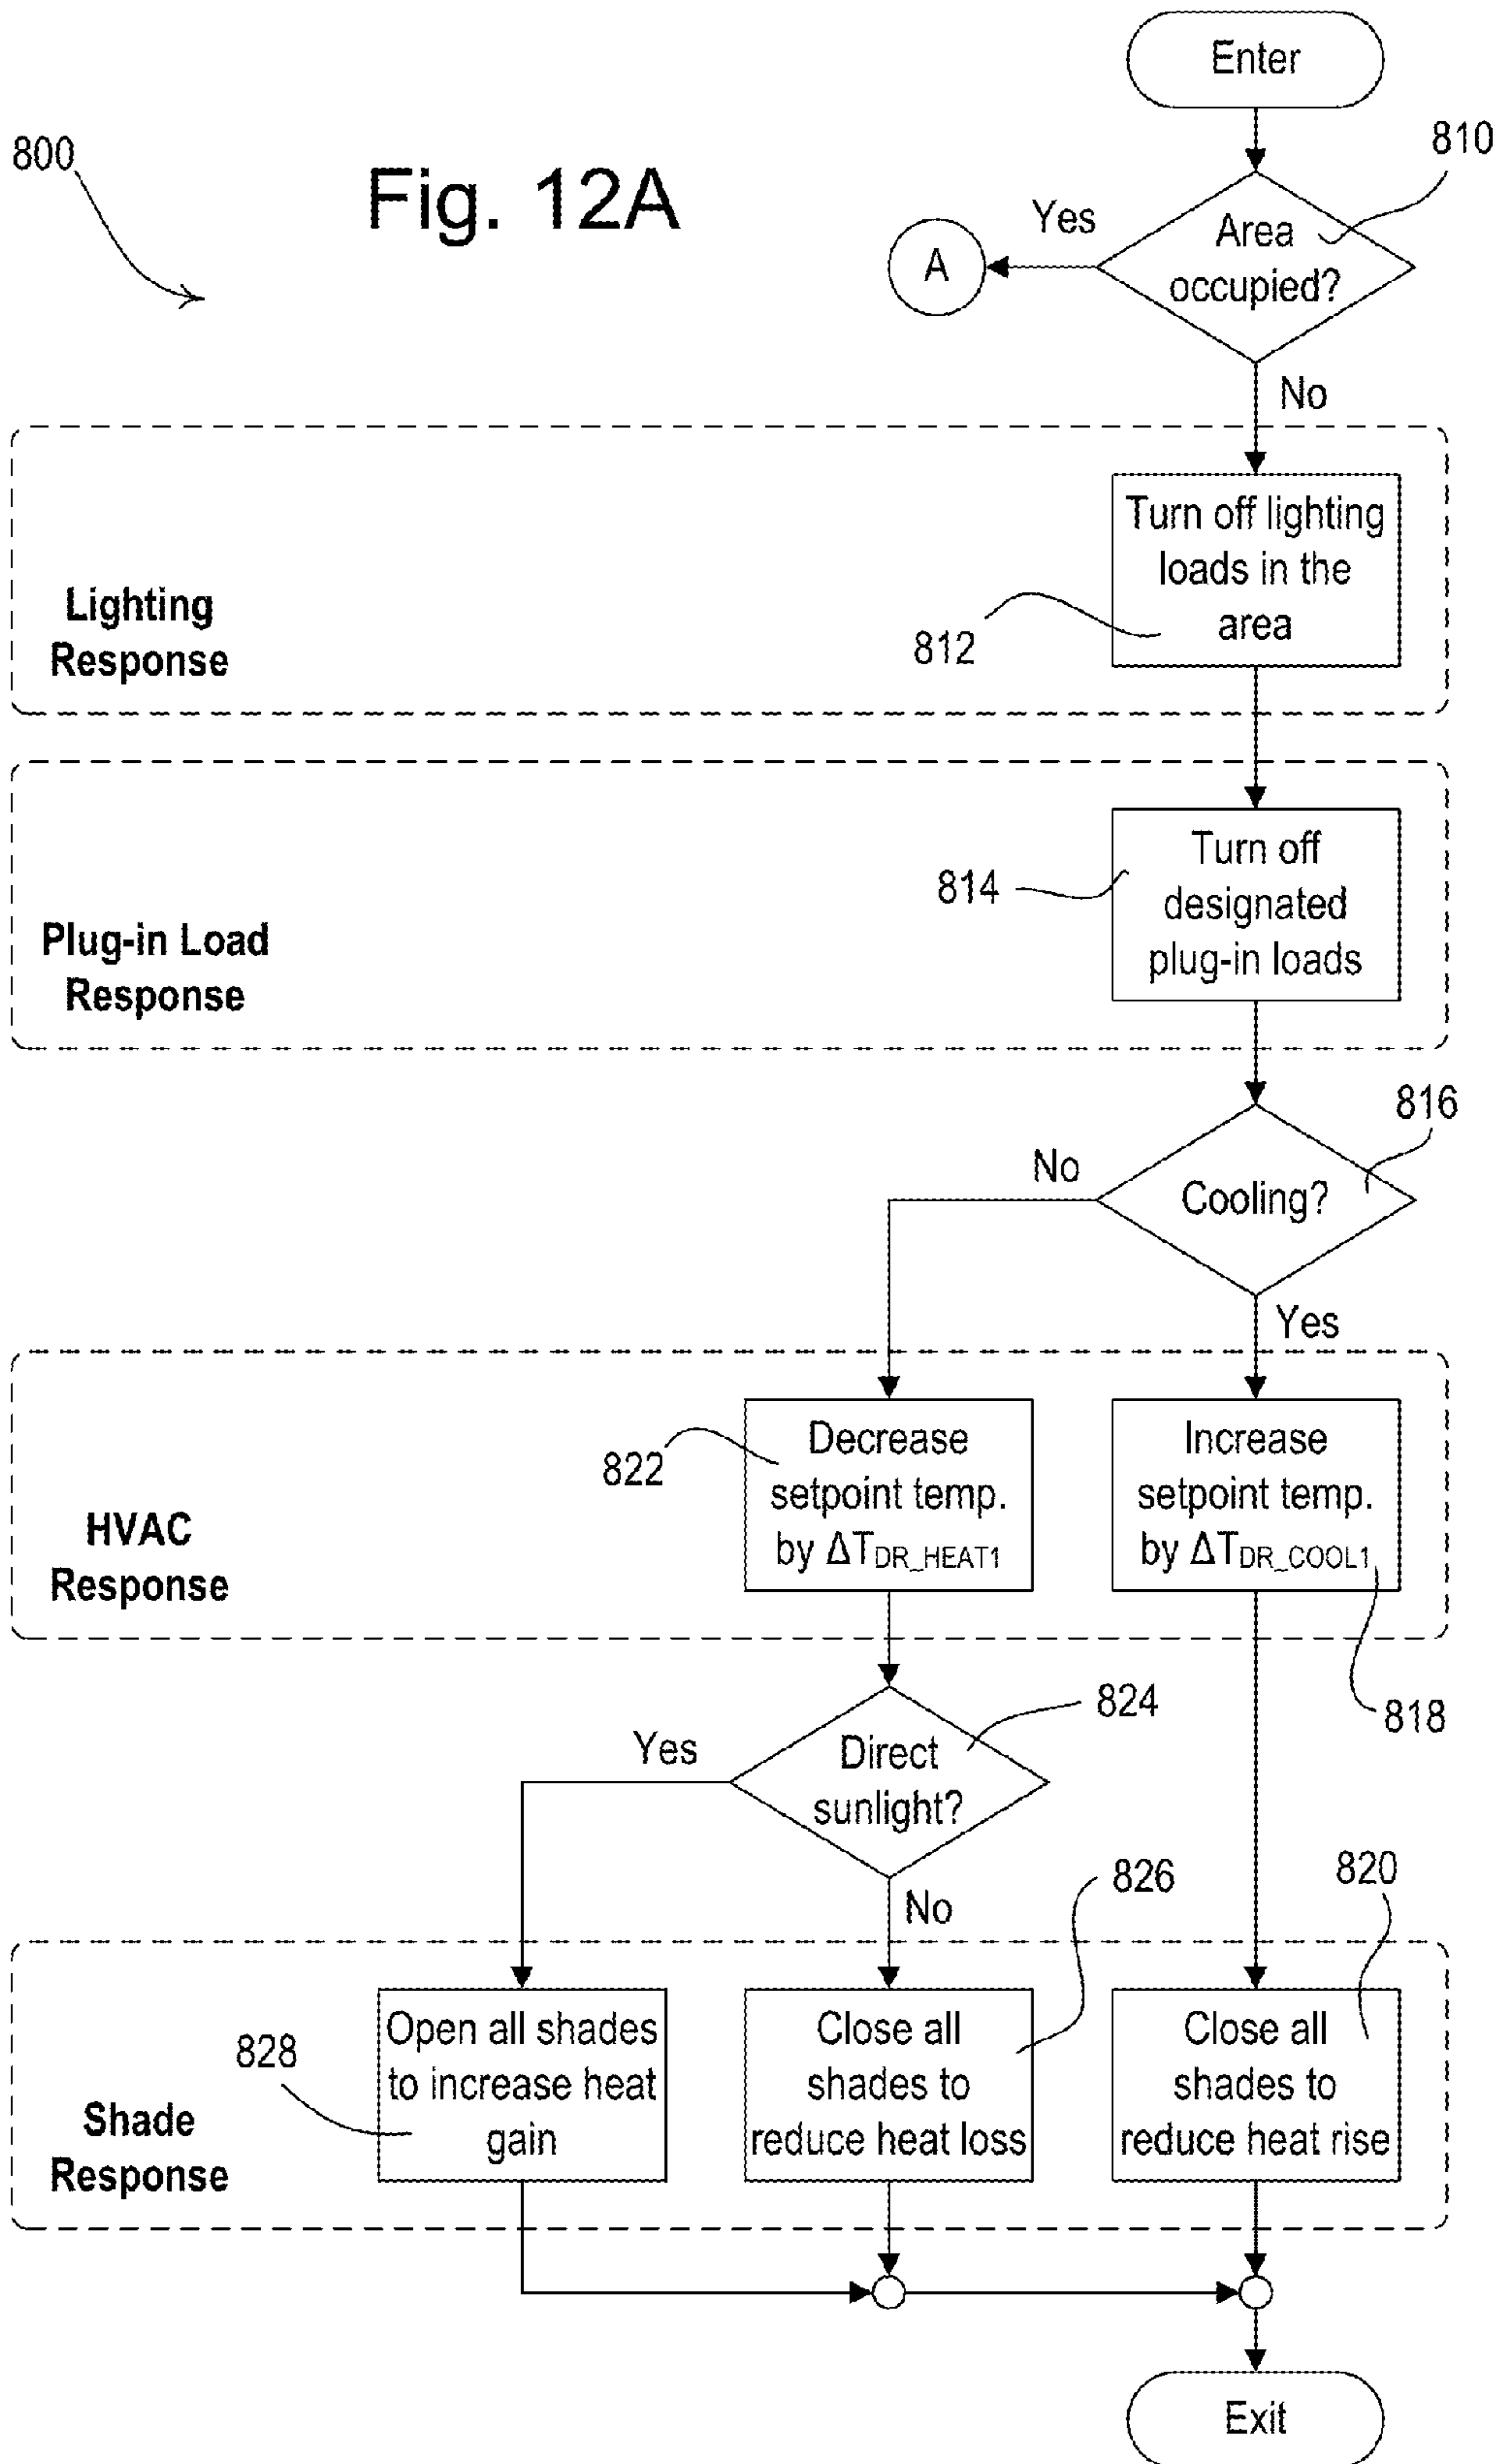 Enter
800
Fig. 12A
810
Yes
A
Area
occupied?
No
Turn off lighting
loads in the
area
812
Lighting
Response
Turn off
designated
plug-in loads
814
Plug-in Load
Response
816
No
Cooling?
Yes
Decrease
setpoint temp.
by ΔTDR_HEAT1
822
Increase
setpoint temp.
by ΔTDR_COOL1
HVAC
Response
818
824
Yes
Direct
sunlight?
No
826
820
828
Open all shades
to increase heat
gain
Close all
shades to
reduce heat loss
Close all
shades to
reduce heat rise
Shade
Response
Exit